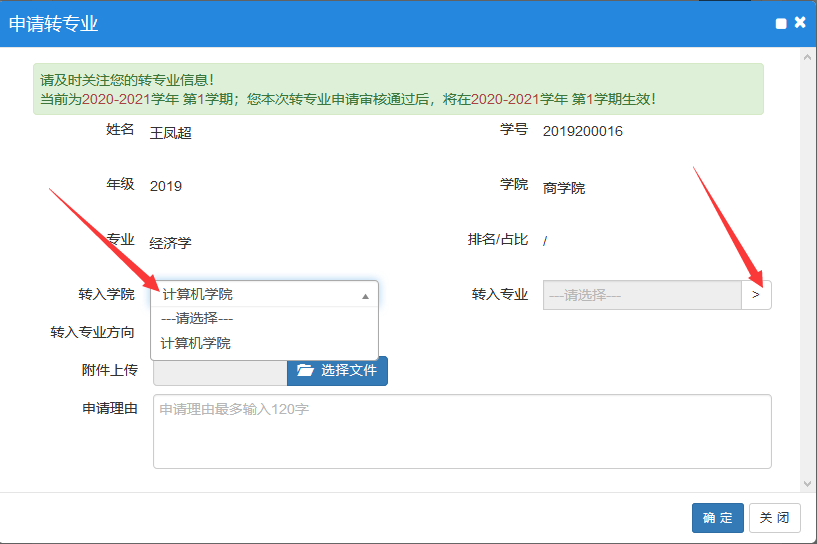 申请转专业
请及时关注您的转专业信息！
当前为2020-2021学年 第1学期；您本次转专业申请审核通过后，将在2020-2021学年 第1学期生效！
姓名 王凤超 学号 2019200016
年级 2019 学院 商学院
专业 经济学 排名/占比 /
转入学院 计算机学院 转入专业 ---请选择--- >
---请选择---
转入专业方向 计算机学院
附件上传 选择文件
申请理由 申请理由最多输入120字
确 定 关 闭